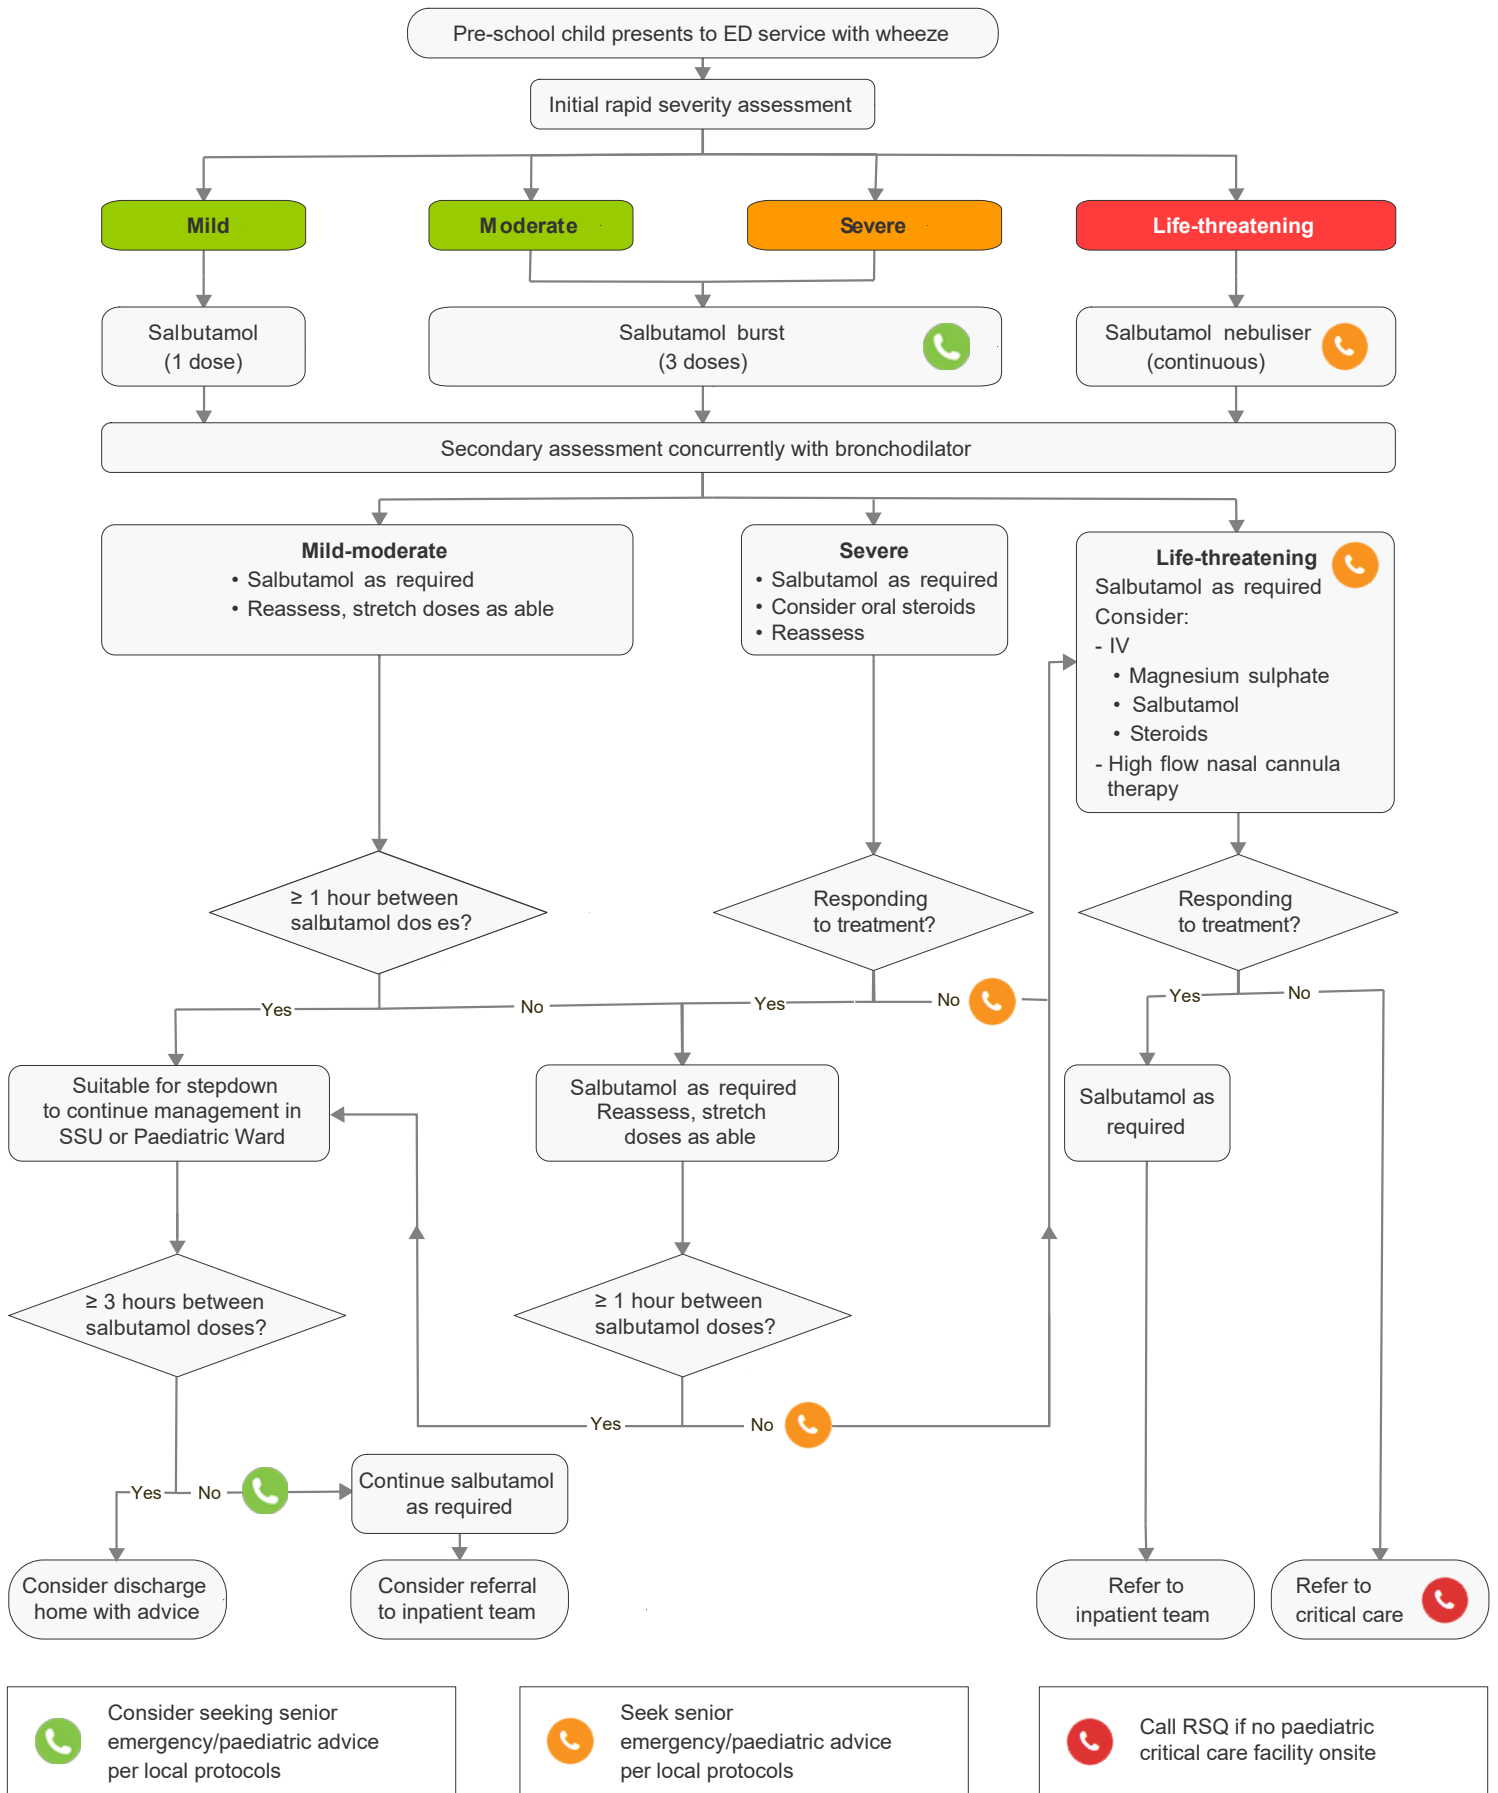 Pre-school child presents to ED service with wheeze
Initial rapid severity assessment
Mild
Moderate
Severe
Life-threatening
Salbutamol
(1 dose)
Salbutamol burst
(3 doses)
Salbutamol nebuliser
(continuous)
Secondary assessment concurrently with bronchodilator
Mild-moderate
• Salbutamol as required
• Reassess, stretch doses as able
Severe
• Salbutamol as required
• Consider oral steroids
• Reassess
Life-threatening
Salbutamol as required
Consider:
- IV
• Magnesium sulphate
• Salbutamol
• Steroids
- High flow nasal cannula
therapy
≥ 1 hour between
salbutamol dos es?
Responding
to treatment?
Responding
to treatment?
Yes
No
Yes
No
Yes
No
Suitable for stepdown
to continue management in
SSU or Paediatric Ward
Salbutamol as required
Reassess, stretch
doses as able
Salbutamol as
required
≥ 3 hours between
salbutamol doses?
≥ 1 hour between
salbutamol doses?
Yes
No
Yes
No
Continue salbutamol
as required
Consider discharge
home with advice
Consider referral
to inpatient team
Refer to
inpatient team
Refer to
critical care
Consider seeking senior
emergency/paediatric advice
per local protocols
Seek senior
emergency/paediatric advice
per local protocols
Call RSQ if no paediatric
critical care facility onsite